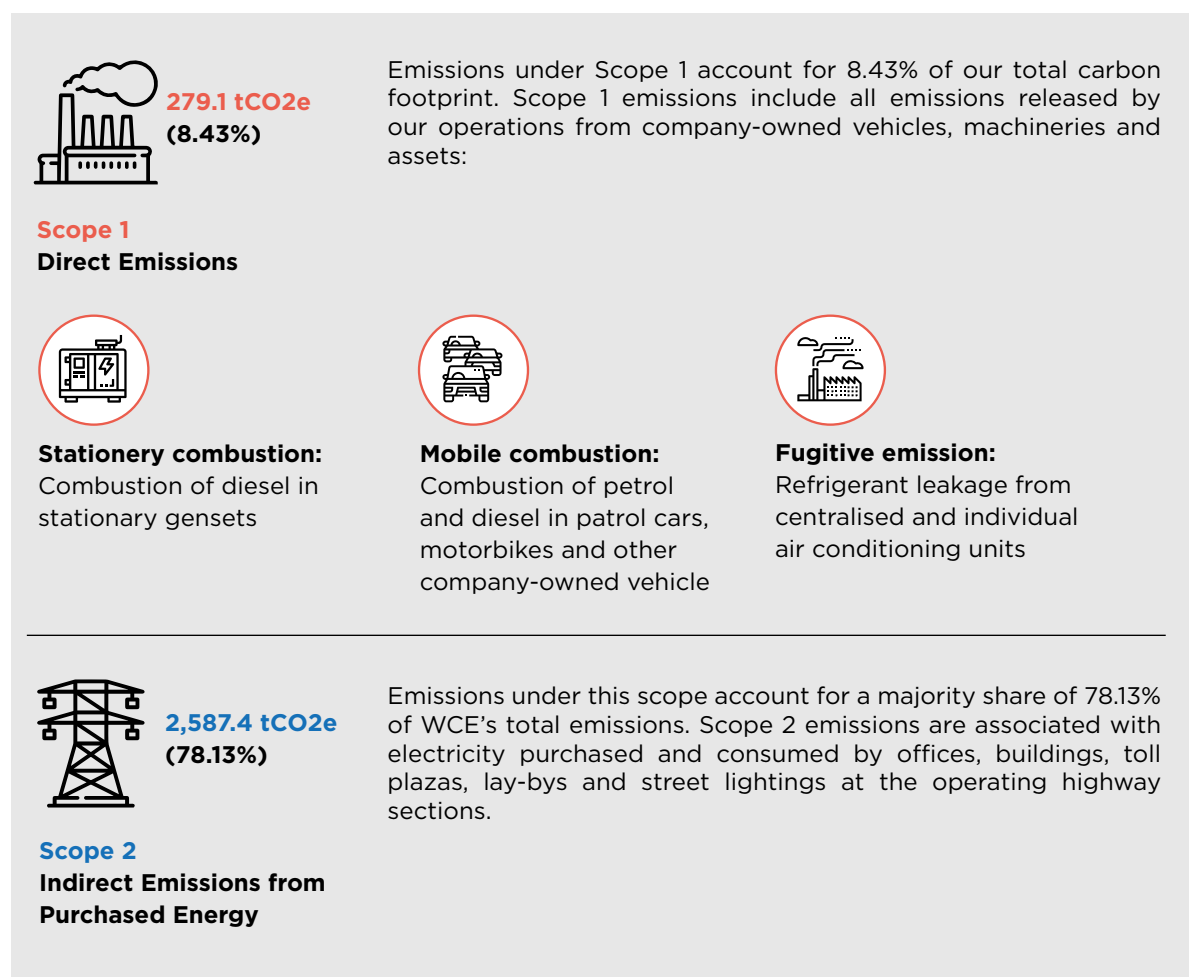 279.1 tCO2e
(8.43%)
Scope 1
Direct Emissions
Emissions under Scope 1 account for 8.43% of our total carbon
footprint. Scope 1 emissions include all emissions released by
our operations from company-owned vehicles, machineries and
assets:
Stationery combustion:
Combustion of diesel in
stationary gensets
Mobile combustion:
Combustion of petrol
and diesel in patrol cars,
motorbikes and other
company-owned vehicle
Fugitive emission:
Refrigerant leakage from
centralised and individual
air conditioning units
2,587.4 tCO2e
(78.13%)
Scope 2
Indirect Emissions from
Purchased Energy
Emissions under this scope account for a majority share of 78.13%
of WCE’s total emissions. Scope 2 emissions are associated with
electricity purchased and consumed by offices, buildings, toll
plazas, lay-bys and street lightings at the operating highway
sections.